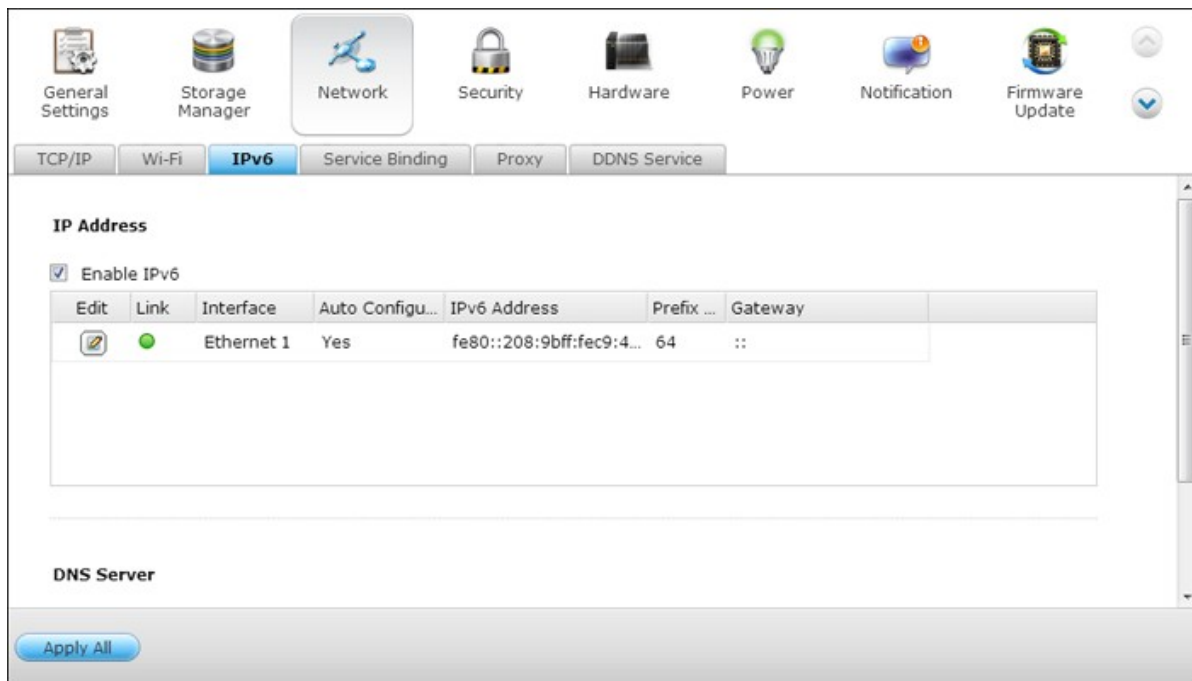 General Settings
Storage Manager
Network
Security
Hardware
Power
Notification
Firmware Update
TCP/IP
Wi-Fi
IPv6
Service Binding
Proxy
DDNS Service
IP Address
Enable IPv6
Edit Link Interface Auto Configu... IPv6 Address Prefix ... Gateway
Ethernet 1 Yes fe80::208:9bff:fec9:4... 64 ::
DNS Server
Apply All